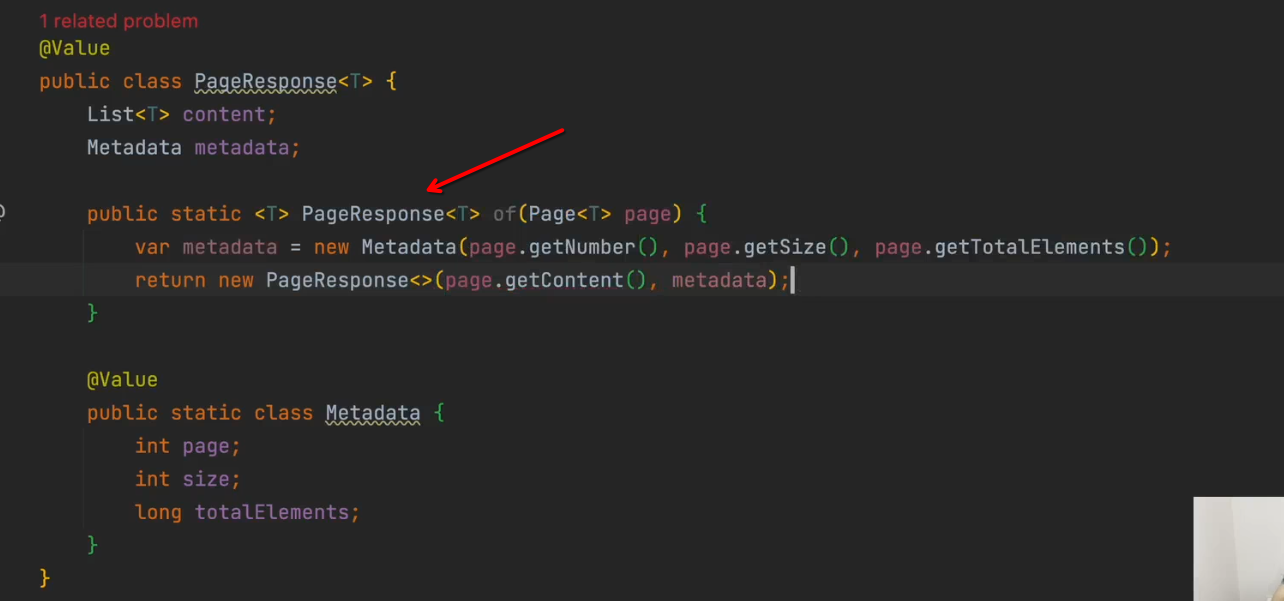 1 related problem
@Value
public class PageResponse<T> {
List<T> content;
Metadata metadata;
public static <T> PageResponse<T> of(Page<T> page) {
var metadata = new Metadata(page.getNumber(), page.getSize(), page.getTotalElements());
return new PageResponse<>(page.getContent(), metadata);
}
@Value
public static class Metadata {
int page;
int size;
long totalElements;
}
}